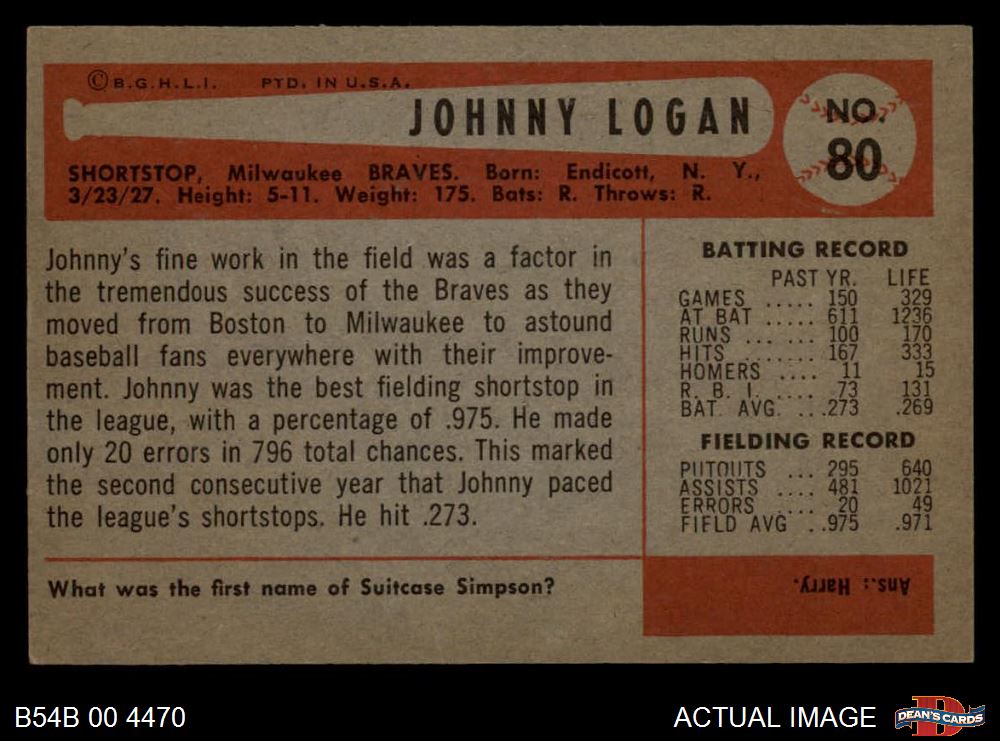 ©B.G.H.L.I. PTD. IN U.S.A.
JOHNNY LOGAN
NO.
80
SHORTSTOP, Milwaukee BRAVES. Born: Endicott, N. Y.,
3/23/27. Height: 5-11. Weight: 175. Bats: R. Throws: R.
Johnny's fine work in the field was a factor in
the tremendous success of the Braves as they
moved from Boston to Milwaukee to astound
baseball fans everywhere with their improve-
ment. Johnny was the best fielding shortstop in
the league, with a percentage of .975. He made
only 20 errors in 796 total chances. This marked
the second consecutive year that Johnny paced
the league's shortstops. He hit .273.
BATTING RECORD
PAST YR. LIFE
GAMES ..... 150 329
AT BAT ..... 611 1236
RUNS ...... 100 170
HITS ....... 167 333
HOMERS .... 11 15
R. B. I. ..... 73 131
BAT. AVG. ...273 .269
FIELDING RECORD
PUTOUTS ... 295 640
ASSISTS .... 481 1021
ERRORS ..... 20 49
FIELD AVG ...975 .971
What was the first name of Suitcase Simpson?
Ans.: Harry.
B54B 00 4470
ACTUAL IMAGE
DEAN'S CARDS